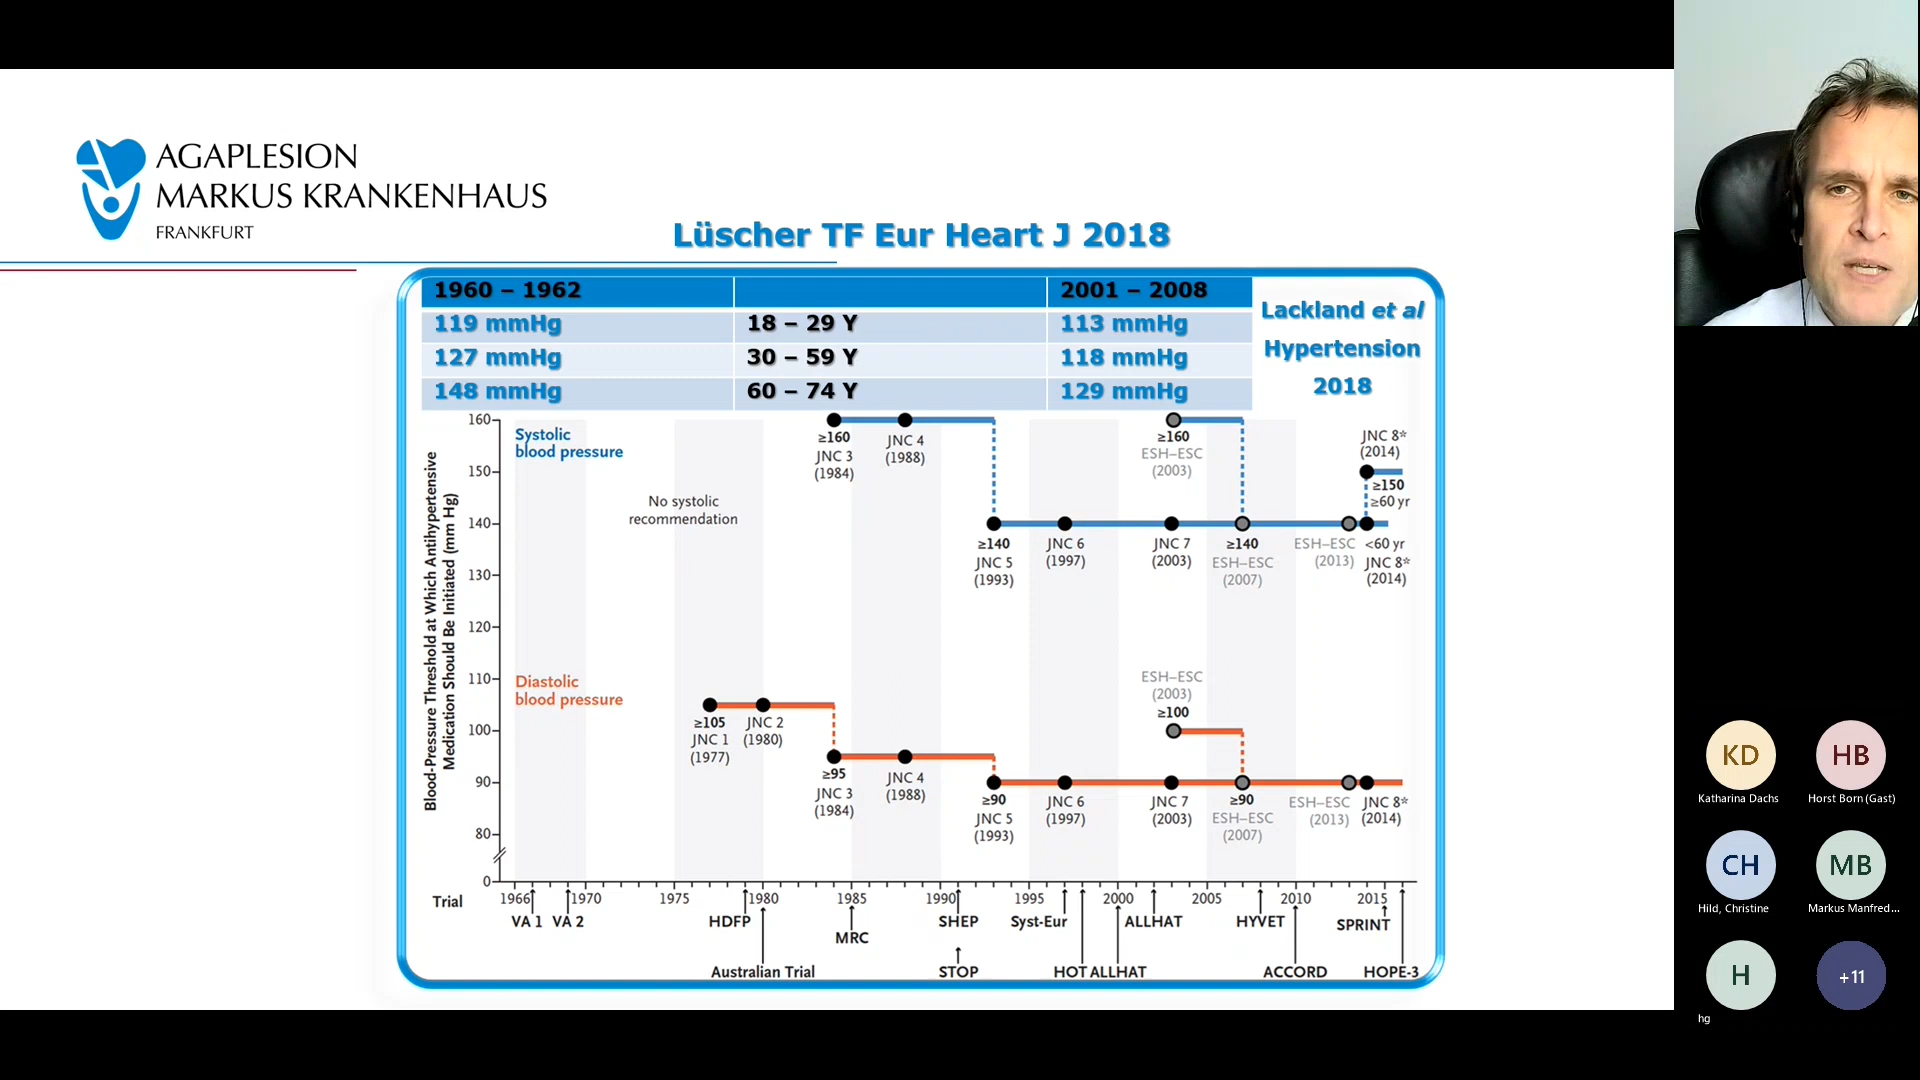 AGAPLESION
MARKUS KRANKENHAUS
FRANKFURT
Lüscher TF Eur Heart J 2018
1960 – 1962 2001 – 2008
119 mmHg 18 – 29 Y 113 mmHg
127 mmHg 30 – 59 Y 118 mmHg
148 mmHg 60 – 74 Y 129 mmHg
Lackland et al
Hypertension
2018
Blood-Pressure Threshold at Which Antihypertensive
Medication Should Be Initiated (mm Hg)
160
150
140
130
120
110
100
90
80
0
Systolic
blood pressure
No systolic
recommendation
≥160
JNC 3
(1984)
JNC 4
(1988)
≥140
JNC 5
(1993)
JNC 6
(1997)
≥160
ESH–ESC
(2003)
JNC 7
(2003)
≥140
ESH–ESC
(2007)
ESH–ESC
(2013)
JNC 8*
(2014)
≥150
≥60 yr
<60 yr
JNC 8*
(2014)
Diastolic
blood pressure
≥105
JNC 1
(1977)
JNC 2
(1980)
≥95
JNC 3
(1984)
JNC 4
(1988)
≥90
JNC 5
(1993)
JNC 6
(1997)
ESH–ESC
(2003)
≥100
JNC 7
(2003)
≥90
ESH–ESC
(2007)
ESH–ESC
(2013)
JNC 8*
(2014)
1966 1970 1975 1980 1985 1990 1995 2000 2005 2010 2015
Trial
VA 1 VA 2 HDFP SHEP Syst-Eur ALLHAT HYVET SPRINT
MRC
Australian Trial STOP HOT ALLHAT ACCORD HOPE-3
KD HB
Katharina Dachs Horst Born (Gast)
CH MB
Hild, Christine Markus Manfred...
H +11
hg